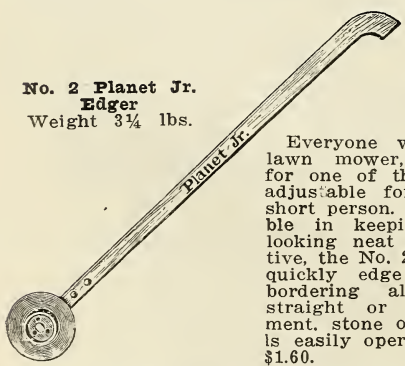 No. 2 Planet Jr.
Edger
Weight 3¼ lbs.
Planet Jr.
Everyone w
lawn mower,
for one of th
adjustable for
short person.
ble in keepi
looking neat
tive, the No. 2
quickly edge
bordering al
straight or
ment. stone o
is easily oper
$1.60.